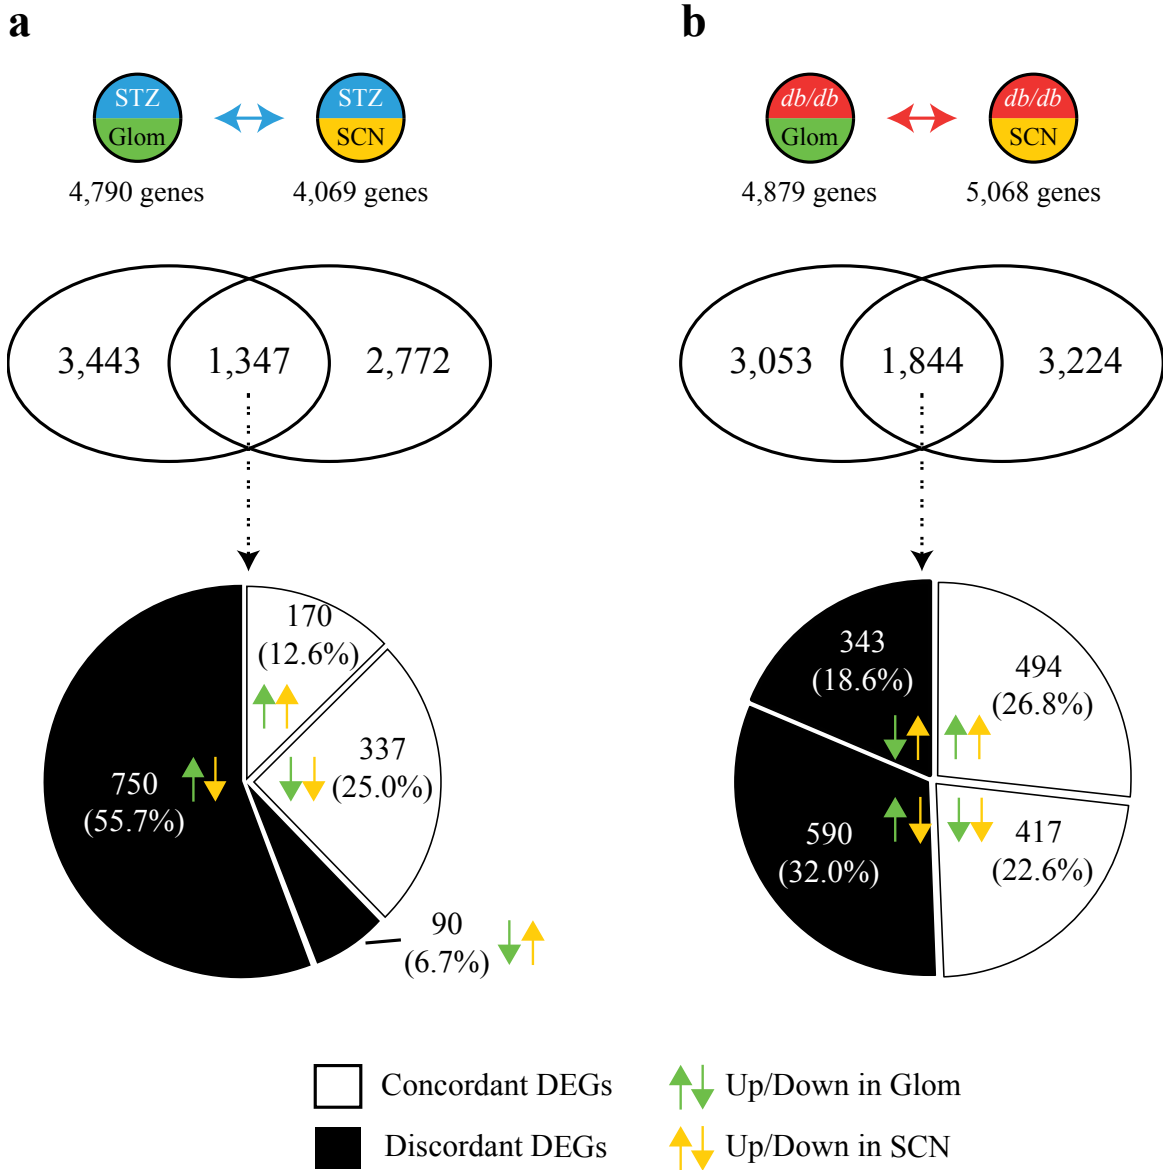 a
STZ
Glom
STZ
SCN
4,790 genes
4,069 genes
3,443
1,347
2,772
170
(12.6%)
337
(25.0%)
750
(55.7%)
90
(6.7%)
b
db/db
Glom
db/db
SCN
4,879 genes
5,068 genes
3,053
1,844
3,224
343
(18.6%)
494
(26.8%)
590
(32.0%)
417
(22.6%)
Concordant DEGs
Up/Down in Glom
Discordant DEGs
Up/Down in SCN